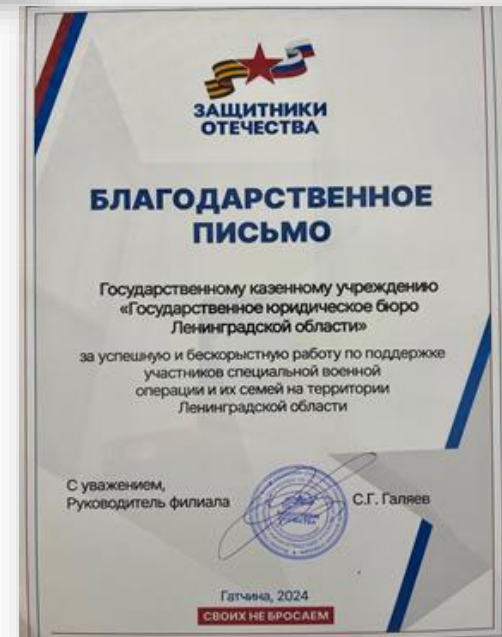 ЗАЩИТНИКИ
ОТЕЧЕСТВА
БЛАГОДАРСТВЕННОЕ
ПИСЬМО
Государственному казенному учреждению
«Государственное юридическое бюро
Ленинградской области»
за успешную и бескорыстную работу по поддержке
участников специальной военной
операции и их семей на территории
Ленинградской области
С уважением,
Руководитель филиала
С.Г. Галяев
Гатчина, 2024
СВОИХ НЕ БРОСАЕМ